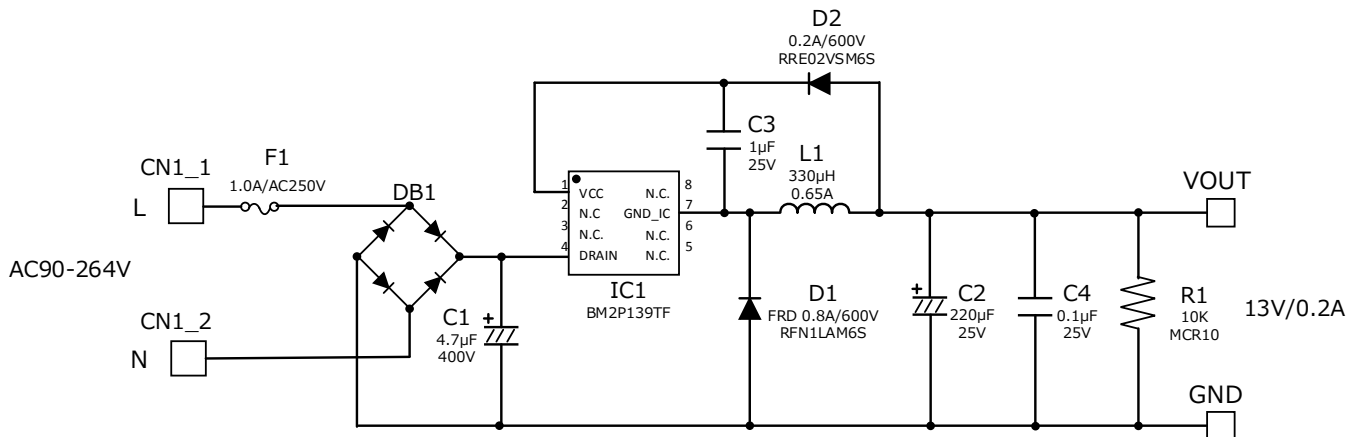 D2
0.2A/600V
RRE02VSM6S
C3
1µF
25V
L1
330µH
0.65A
CN1_1
F1
1.0A/AC250V
L
DB1
1
VCC
N.C.
8
2
N.C
GND_IC
7
3
N.C.
N.C.
6
4
DRAIN
N.C.
5
IC1
BM2P139TF
VOUT
AC90-264V
CN1_2
N
C1
4.7µF
400V
D1
FRD 0.8A/600V
RFN1LAM6S
C2
220µF
25V
C4
0.1µF
25V
R1
10K
MCR10
13V/0.2A
GND